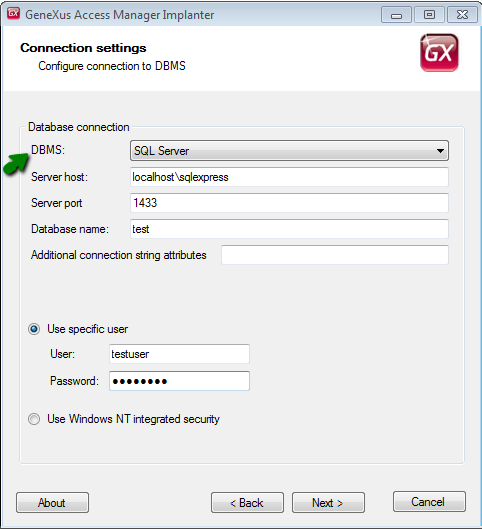 GX GeneXus Access Manager Implanter
Connection settings
Configure connection to DBMS
GX
Database connection
DBMS: SQL Server
Server host: localhost\sqlexpress
Server port 1433
Database name: test
Additional connection string attributes
Use specific user
User: testuser
Password: ●●●●●●●●
Use Windows NT integrated security
About < Back Next > Cancel